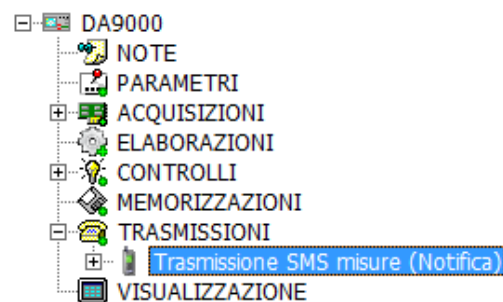 DA9000
NOTE
PARAMETRI
ACQUISIZIONI
ELABORAZIONI
CONTROLLI
MEMORIZZAZIONI
TRASMISSIONI
Trasmissione SMS misure (Notifica)
VISUALIZZAZIONE